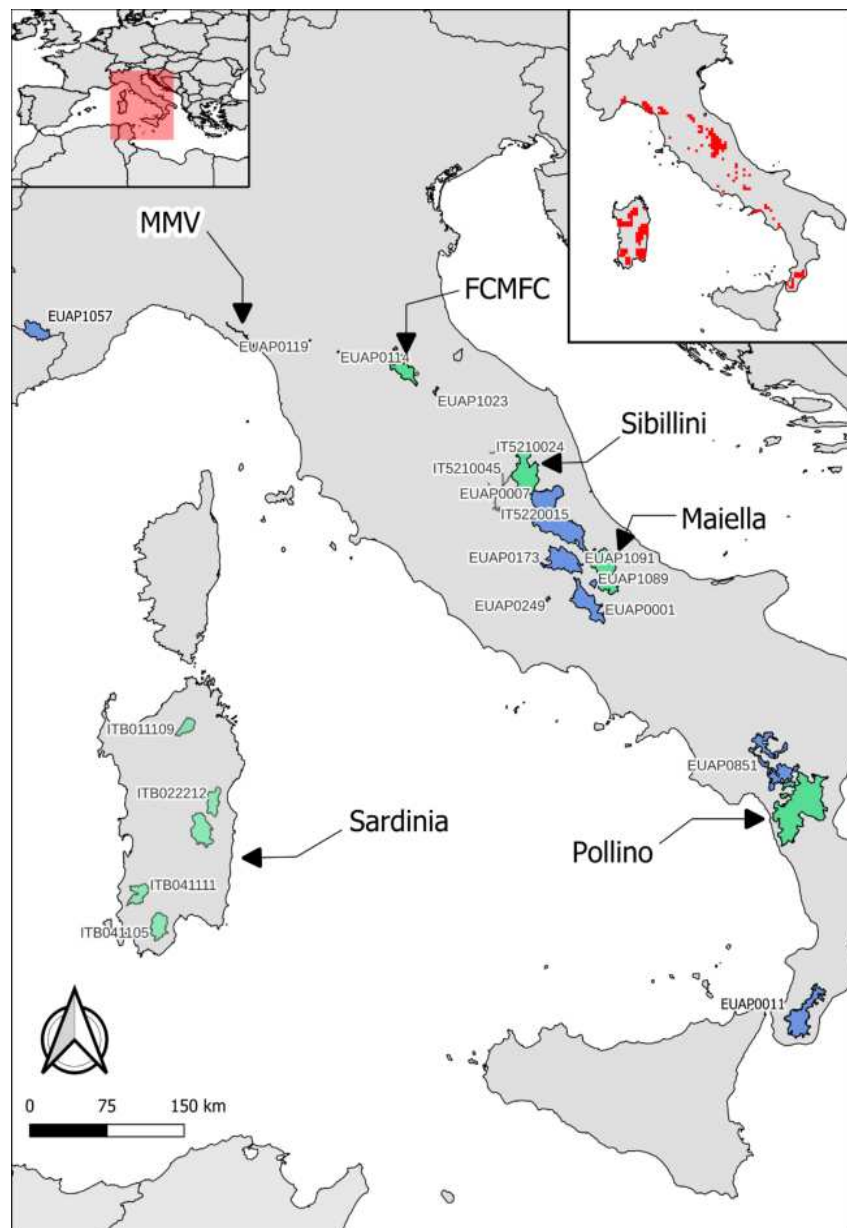 MMV
FCMFC
EUAP1057
EUAP0119
EUAP0114
EUAP1023
Sibillini
IT5210024
IT5210045
EUAP0007
IT5220015
Maiella
EUAP1091
EUAP0173
EUAP1089
EUAP0249
EUAP0001
ITB011109
EUAP0851
ITB022212
Sardinia
Pollino
ITB041111
ITB041105
EUAP0011
0 75 150 km